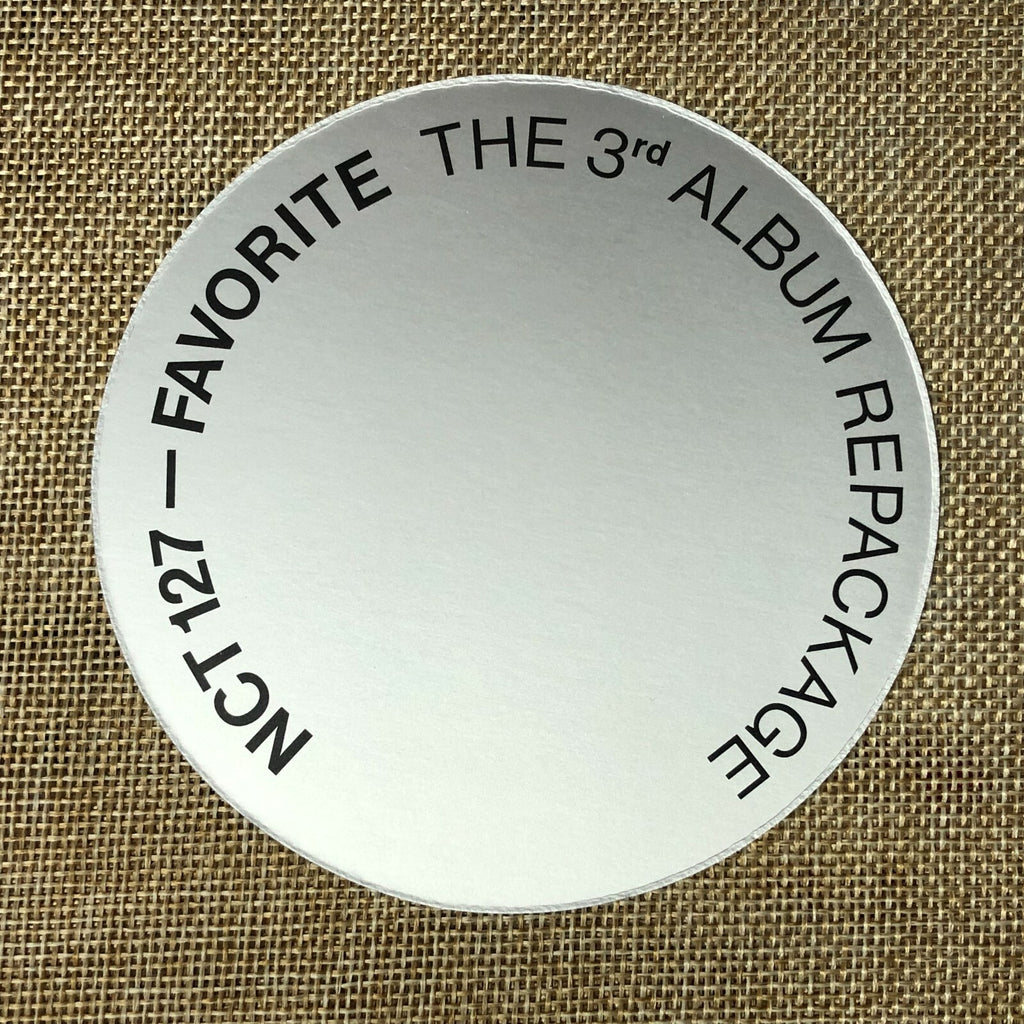 NCT 127 — FAVORITE THE 3rd ALBUM REPACKAGE